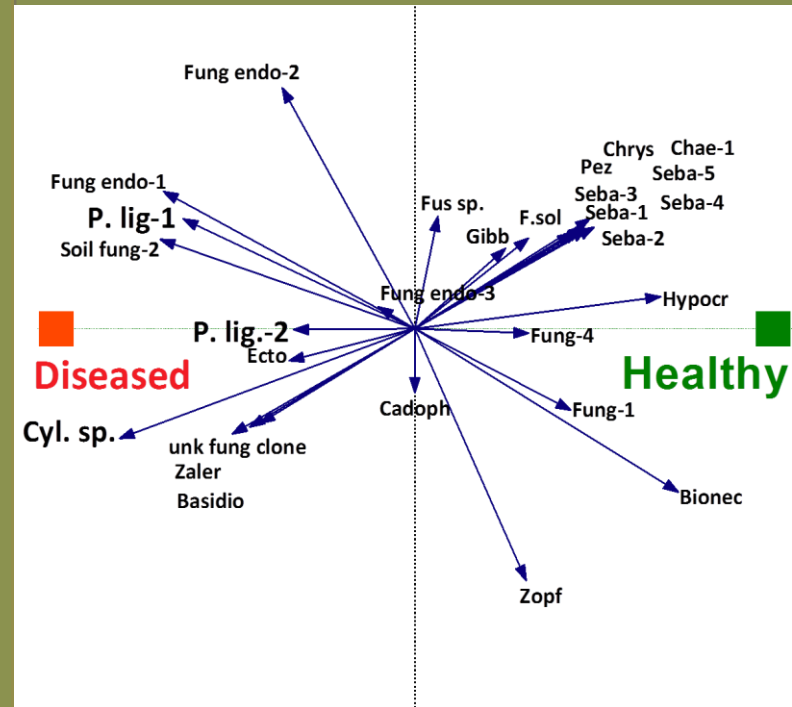 Fung endo-2
Chrys
Chae-1
Pez
Seba-5
Fung endo-1
Seba-3
Seba-4
P. lig-1
Fus sp.
F.sol
Seba-1
Soil fung-2
Gibb
Seba-2
Fung endo-3
Hypocr
P. lig.-2
Fung-4
Ecto
Diseased
Healthy
Cadoph
Fung-1
Cyl. sp.
unk fung clone
Zaler
Basidio
Bionec
Zopf